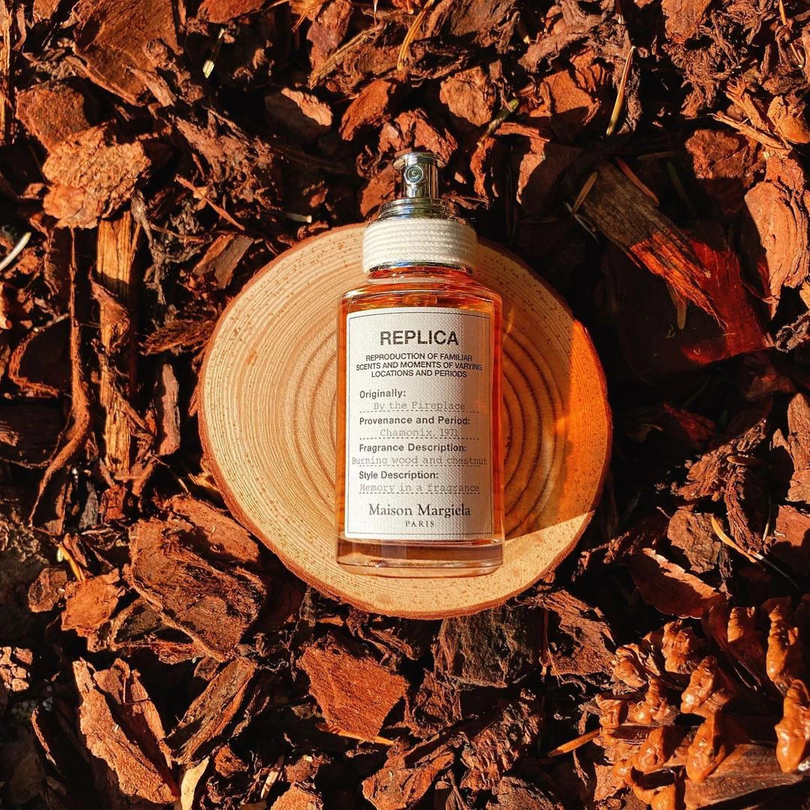 REPLICA
REPRODUCTION OF FAMILIAR
SCENTS AND MOMENTS OF VARYING
LOCATIONS AND PERIODS
Originally:
By the Fireplace
Provenance and Period:
Chamonix, 1971
Fragrance Description:
Burning wood and chestnut
Style Description:
Memory in a fragrance
Maison Margiela
PARIS